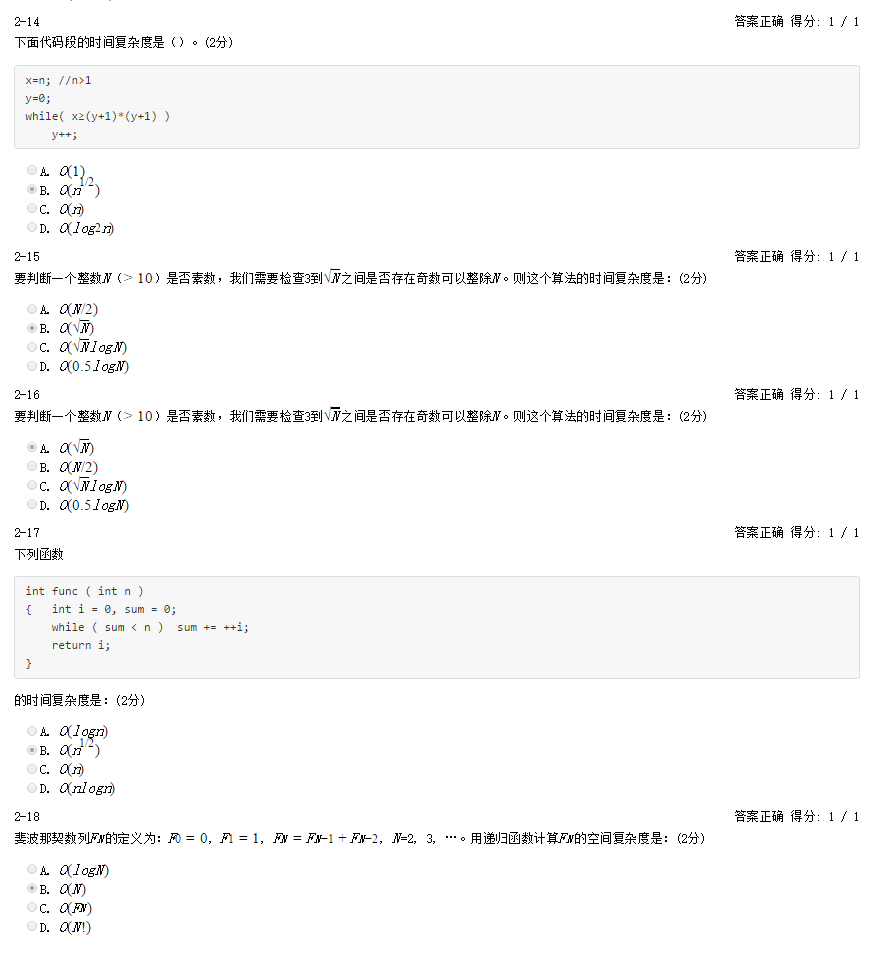 2-14 答案正确 得分: 1 / 1
下面代码段的时间复杂度是（）。(2分)
x=n; //n>1
y=0;
while( x≥(y+1)*(y+1) )
y++;
A. O(1)
B. O(n^1/2)
C. O(n)
D. O(log2n)
2-15 答案正确 得分: 1 / 1
要判断一个整数N（> 10）是否素数，我们需要检查3到√N之间是否存在奇数可以整除N。则这个算法的时间复杂度是：(2分)
A. O(N/2)
B. O(√N)
C. O(√NlogN)
D. O(0.5logN)
2-16 答案正确 得分: 1 / 1
要判断一个整数N（> 10）是否素数，我们需要检查3到√N之间是否存在奇数可以整除N。则这个算法的时间复杂度是：(2分)
A. O(√N)
B. O(N/2)
C. O(√NlogN)
D. O(0.5logN)
2-17 答案正确 得分: 1 / 1
下列函数
int func ( int n )
{ int i = 0, sum = 0;
while ( sum < n ) sum += ++i;
return i;
}
的时间复杂度是：(2分)
A. O(logn)
B. O(n^1/2)
C. O(n)
D. O(nlogn)
2-18 答案正确 得分: 1 / 1
斐波那契数列FN的定义为：F0 = 0, F1 = 1, FN = FN-1 + FN-2, N=2, 3, …。用递归函数计算FN的空间复杂度是：(2分)
A. O(logN)
B. O(N)
C. O(FN)
D. O(N!)